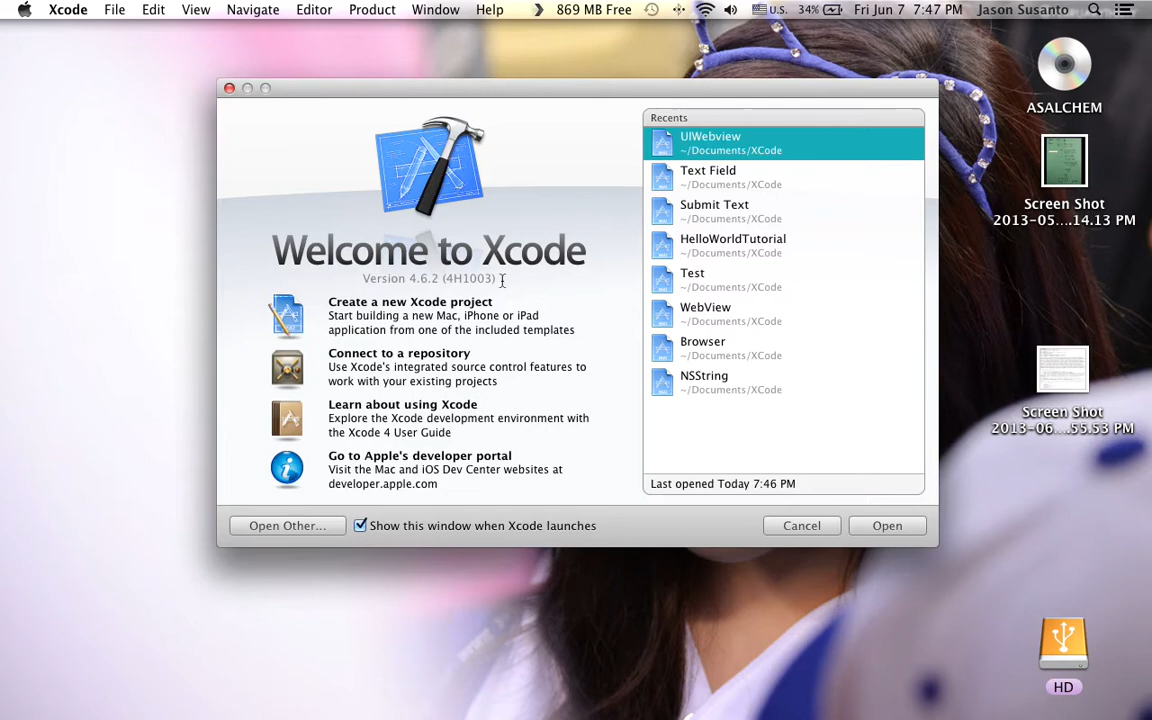 Xcode File Edit View Navigate Editor Product Window Help 869 MB Free U.S. 34% Fri Jun 7 7:47 PM Jason Susanto
ASALCHEM
Screen Shot
2013-05....14.13 PM
Screen Shot
2013-06....55.53 PM
HD
Welcome to Xcode
Version 4.6.2 (4H1003)
Create a new Xcode project
Start building a new Mac, iPhone or iPad
application from one of the included templates
Connect to a repository
Use Xcode's integrated source control features to
work with your existing projects
Learn about using Xcode
Explore the Xcode development environment with
the Xcode 4 User Guide
Go to Apple's developer portal
Visit the Mac and iOS Dev Center websites at
developer.apple.com
Recents
UIWebview
~/Documents/XCode
Text Field
~/Documents/XCode
Submit Text
~/Documents/XCode
HelloWorldTutorial
~/Documents/XCode
Test
~/Documents/XCode
WebView
~/Documents/XCode
Browser
~/Documents/XCode
NSString
~/Documents/XCode
Last opened Today 7:46 PM
Open Other...
Show this window when Xcode launches
Cancel
Open